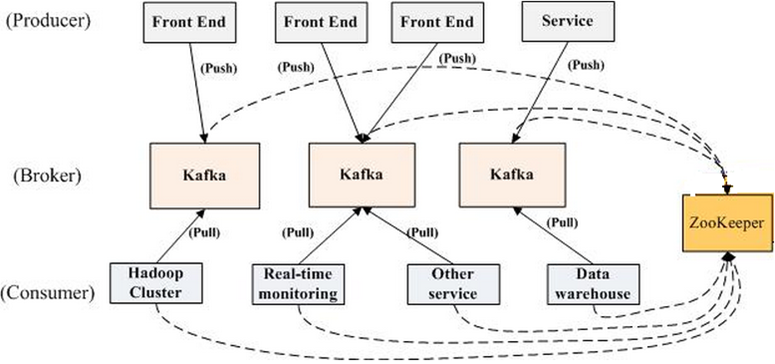 (Producer)
Front End
Front End
Front End
Service
(Push)
(Push)
(Push)
(Push)
(Broker)
Kafka
Kafka
Kafka
ZooKeeper
(Pull)
(Pull)
(Pull)
(Pull)
(Consumer)
Hadoop
Cluster
Real-time
monitoring
Other
service
Data
warehouse